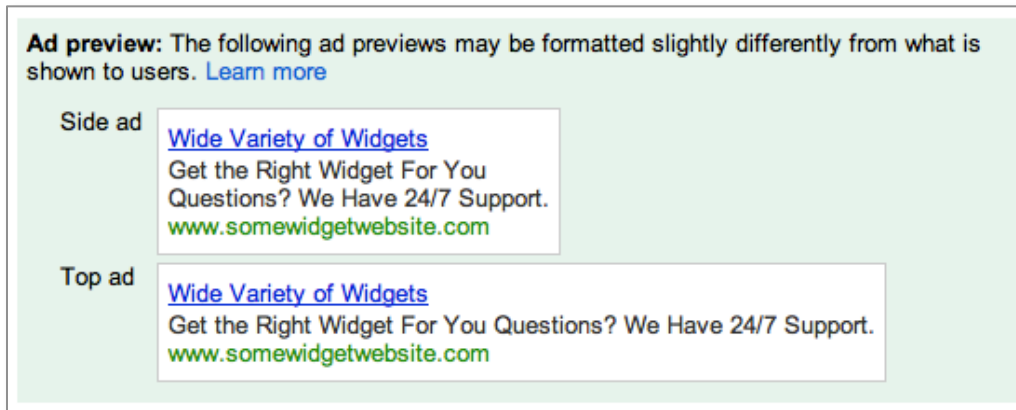 Ad preview: The following ad previews may be formatted slightly differently from what is
shown to users. Learn more
Side ad
Wide Variety of Widgets
Get the Right Widget For You
Questions? We Have 24/7 Support.
www.somewidgetwebsite.com
Top ad
Wide Variety of Widgets
Get the Right Widget For You Questions? We Have 24/7 Support.
www.somewidgetwebsite.com